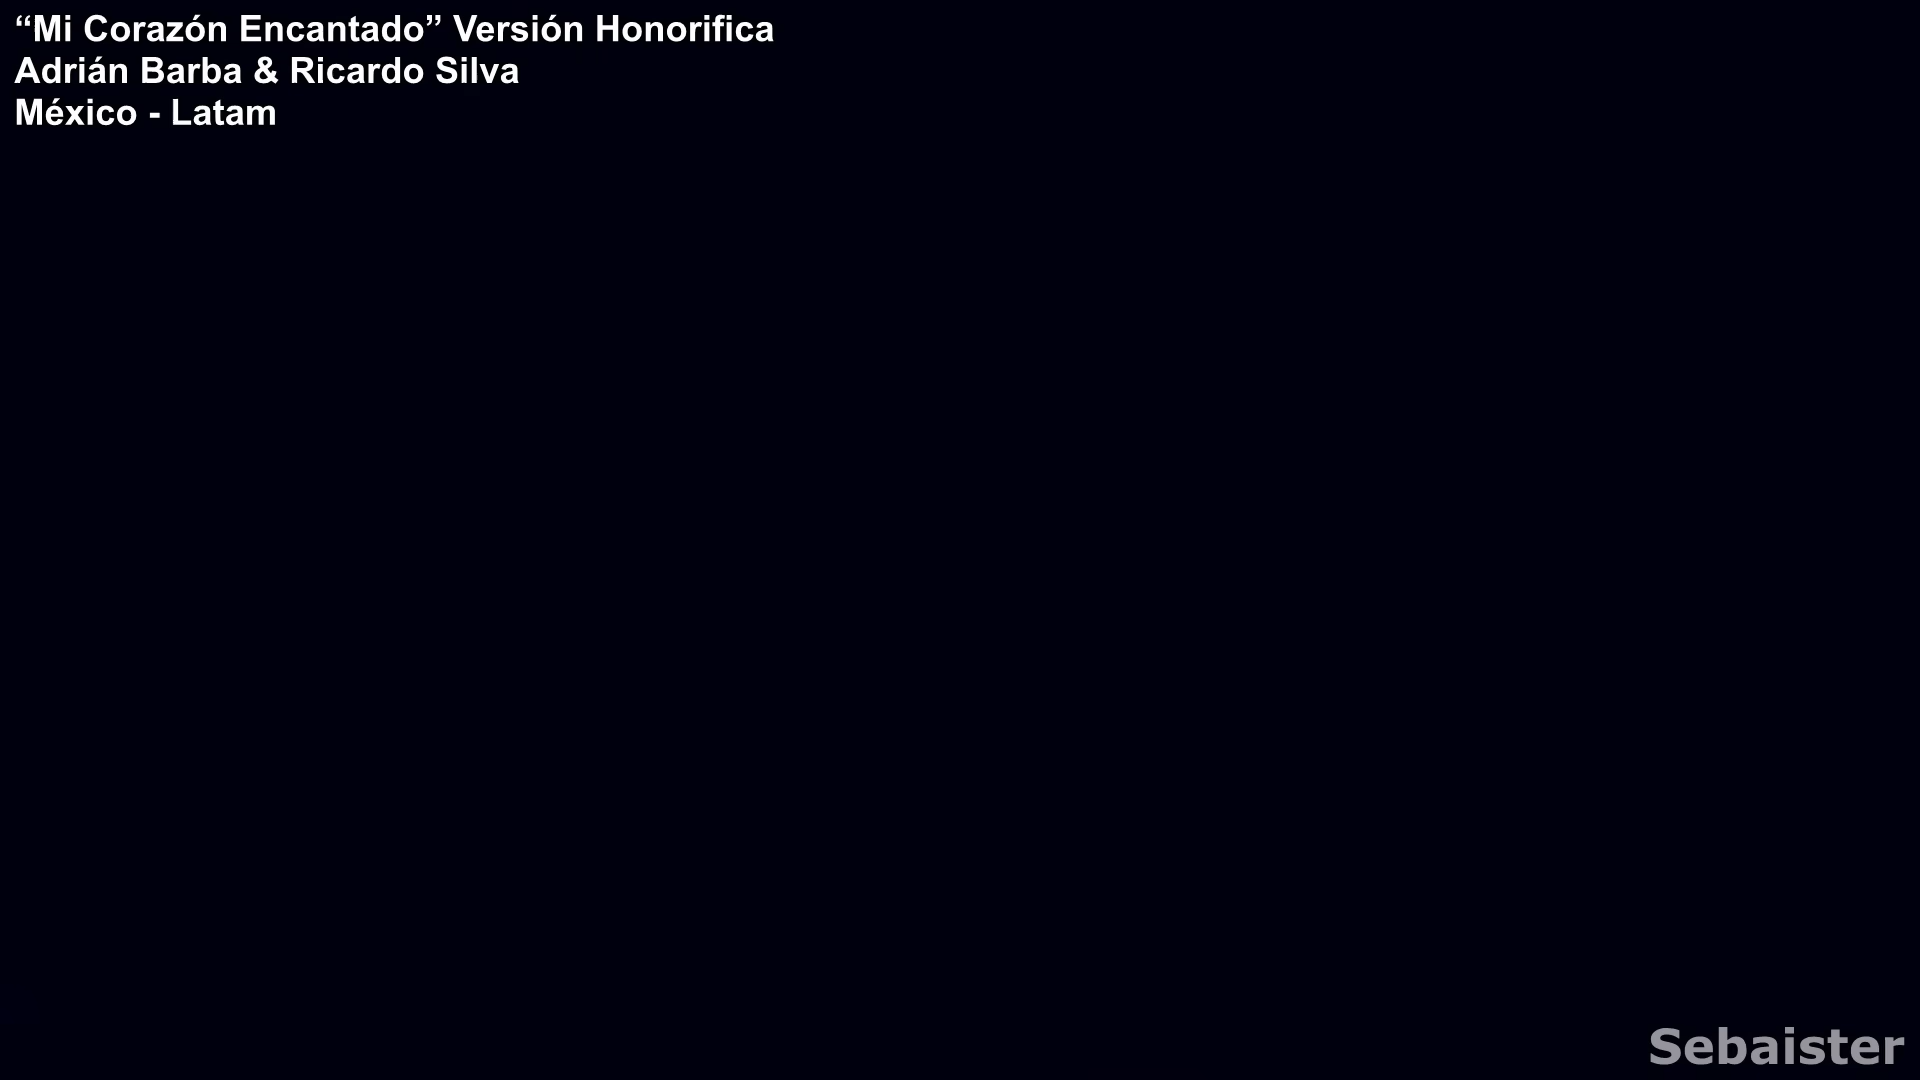 “Mi Corazón Encantado” Versión Honorifica
Adrián Barba & Ricardo Silva
México - Latam
Sebaister